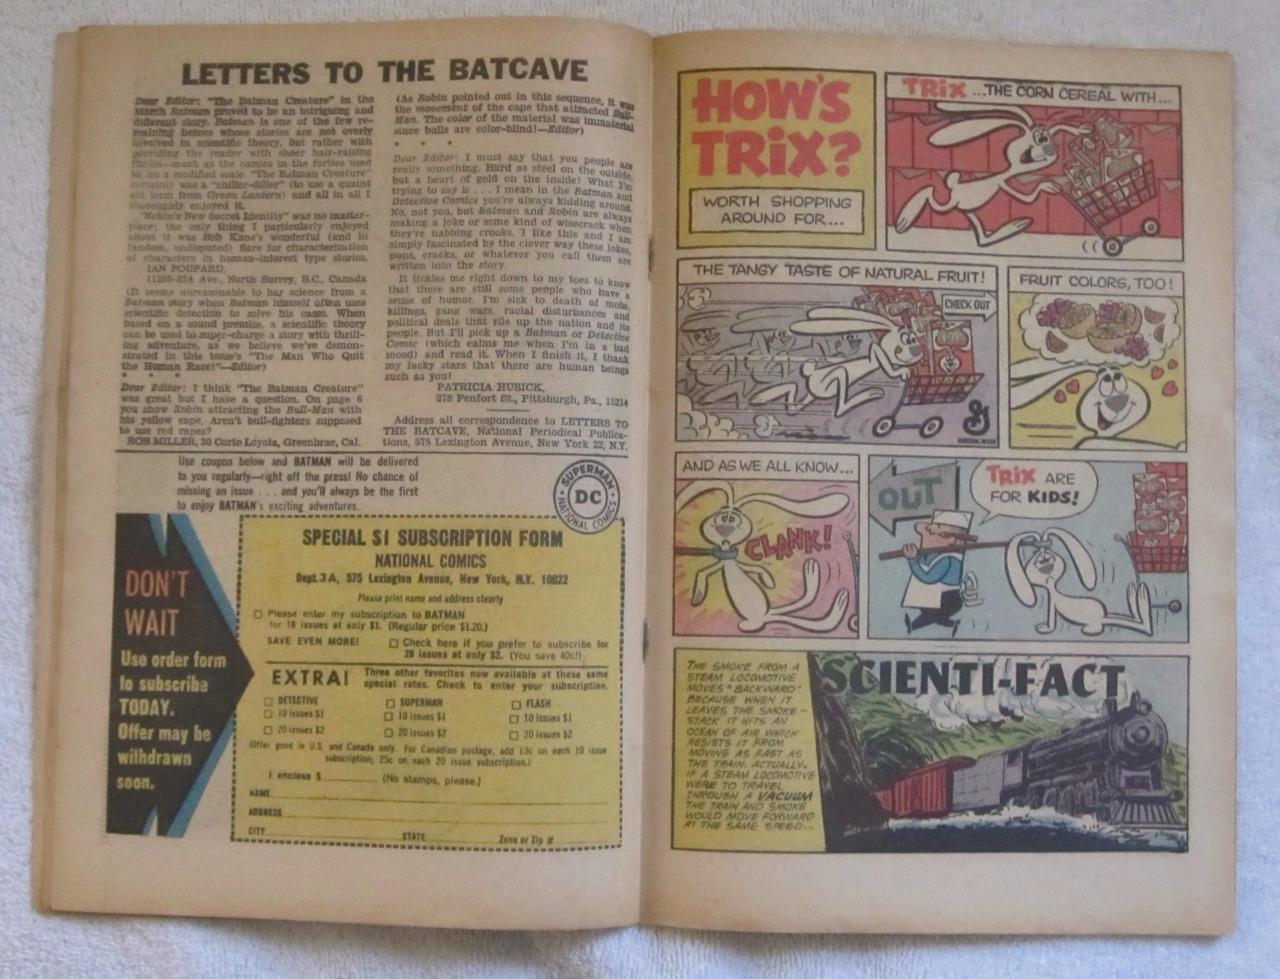 LETTERS TO THE BATCAVE
Dear Editor: "The Batman Creature" in the
March Batman proved to be an intriguing and
different story. Batman is one of the few re-
maining heroes whose stories are not overly
involved in scientific theory, but rather with
providing the reader with sheer hair-raising
thrills—much as the comics in the forties used
to, on a modified scale. "The Batman Creature"
certainly was a "chiller-diller" (to use a quaint
old term from Green Lantern) and all in all I
thoroughly enjoyed it.
"Robin's New Secret Identity" was no master-
piece; the only thing I particularly enjoyed
about it was Bob Kane's wonderful (and in
tandem, undisputed) flare for characterization
of characters in human-interest type stories.
IAN POUPARD,
11283-82A Ave., North Surrey, B.C., Canada
(It seems unreasonable to bar science from a
Batman story when Batman himself often uses
scientific detection to solve his cases. When
based on a sound premise, a scientific theory
can be used to super-charge a story with thrill-
ing adventure, as we believe we're demon-
strated in this issue's "The Man Who Quit
the Human Race!"—Editor)
* * *
Dear Editor: I think "The Batman Creature"
was great but I have a question. On page 6
you show Robin attracting the Bull-Man with
his yellow cape. Aren't bull-fighters supposed
to use red capes?
ROB MILLER, 30 Corte Loyola, Greenbrae, Cal.
(As Robin pointed out in this sequence, it was
the movement of the cape that attracted Bull-
Man. The color of the material was immaterial
since bulls are color-blind!—Editor)
* * *
Dear Editor: I must say that you people are
really something. Hard as steel on the outside,
but a heart of gold on the inside! What I'm
trying to say is . . . I mean in the Batman and
Detective Comics you're always kidding around.
No, not you, but Batman and Robin are always
making a joke or some kind of wisecrack when
they're nabbing crooks. I like this and I am
simply fascinated by the clever way these jokes,
puns, cracks, or whatever you call them are
written into the story.
It tickles me right down to my toes to know
that there are still some people who have a
sense of humor. I'm sick to death of mobs,
killings, gang wars, racial disturbances and
political deals that rile up the nation and its
people. But I'll pick up a Batman or Detective
Comic (which calms me when I'm in a bad
mood) and read it. When I finish it, I thank
my lucky stars that there are human beings
such as you!
PATRICIA HUSICK,
278 Penfort St., Pittsburgh, Pa., 15214
Address all correspondence to LETTERS TO
THE BATCAVE, National Periodical Publica-
tions, 575 Lexington Avenue, New York 22, N.Y.
Use coupon below and BATMAN will be delivered
to you regularly—right off the press! No chance of
missing an issue . . . and you'll always be the first
to enjoy BATMAN's exciting adventures.
SUPERMAN
DC
NATIONAL COMICS
DON'T
WAIT
Use order form
to subscribe
TODAY.
Offer may be
withdrawn
soon.
SPECIAL $1 SUBSCRIPTION FORM
NATIONAL COMICS
Dept. 3 A, 575 Lexington Avenue, New York, N.Y. 10022
Please print name and address clearly
Please enter my subscription to BATMAN
for 10 issues at only $1. (Regular price $1.20.)
SAVE EVEN MORE! Check here if you prefer to subscribe for
20 issues at only $2. (You save 40c!)
EXTRA! Three other favorites now available at these same
special rates. Check to enter your subscription.
DETECTIVE SUPERMAN FLASH
10 issues $1 10 issues $1 10 issues $1
20 issues $2 20 issues $2 20 issues $2
(Offer good in U.S. and Canada only. For Canadian postage, add 13c on each 10 issue
subscription; 25c on each 20 issue subscription.)
I enclose $ (No stamps, please.)
NAME
ADDRESS
CITY STATE Zone or Zip #
HOW'S
TRiX?
WORTH SHOPPING
AROUND FOR...
TRiX ...THE CORN CEREAL WITH...
THE TANGY TASTE OF NATURAL FRUIT!
CHECK OUT
G
GENERAL MILLS
FRUIT COLORS, TOO!
AND AS WE ALL KNOW...
CLANK!
OUT
TRiX ARE
FOR KIDS!
SCIENTI-FACT
THE SMOKE FROM A
STEAM LOCOMOTIVE
MOVES "BACKWARD"
BECAUSE WHEN IT
LEAVES THE SMOKE-
STACK IT HITS AN
OCEAN OF AIR WHICH
RESISTS IT FROM
MOVING AS FAST AS
THE TRAIN. ACTUALLY,
IF A STEAM LOCOMOTIVE
WERE TO TRAVEL
THROUGH A VACUUM
THE TRAIN AND SMOKE
WOULD MOVE FORWARD
AT THE SAME SPEED...